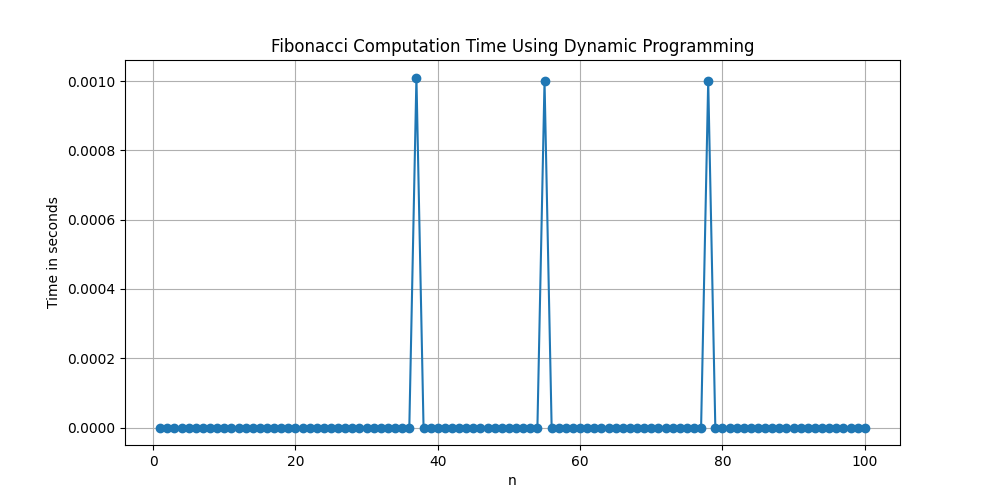 Fibonacci Computation Time Using Dynamic Programming
0.0010
0.0008
0.0006
0.0004
0.0002
0.0000
Time in seconds
0 20 40 60 80 100
n